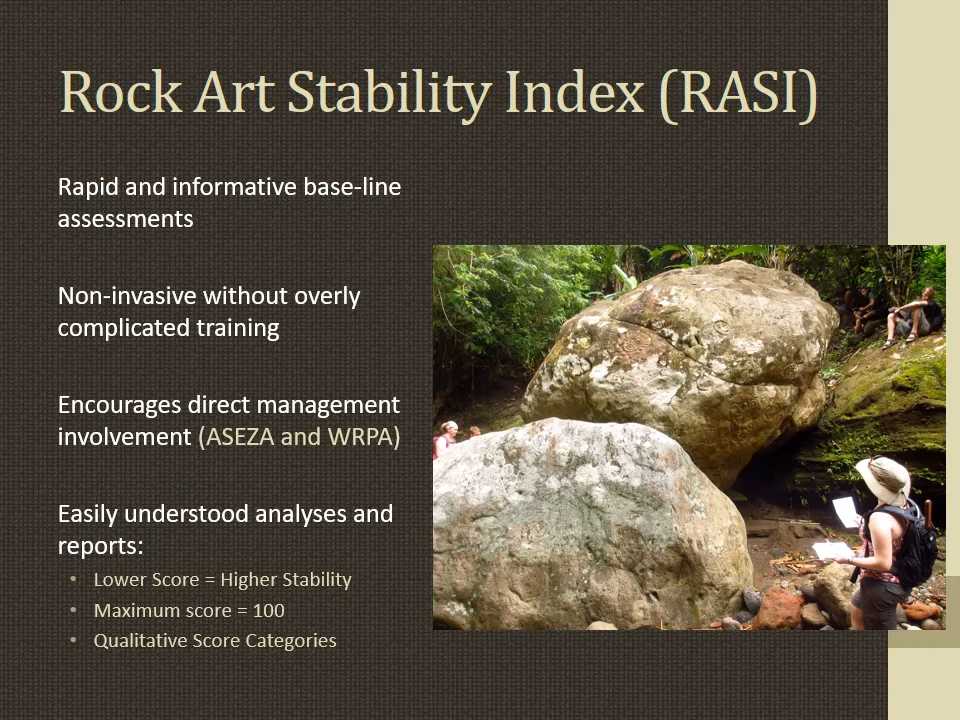 Rock Art Stability Index (RASI)
Rapid and informative base-line
assessments
Non-invasive without overly
complicated training
Encourages direct management
involvement (ASEZA and WRPA)
Easily understood analyses and
reports:
• Lower Score = Higher Stability
• Maximum score = 100
• Qualitative Score Categories